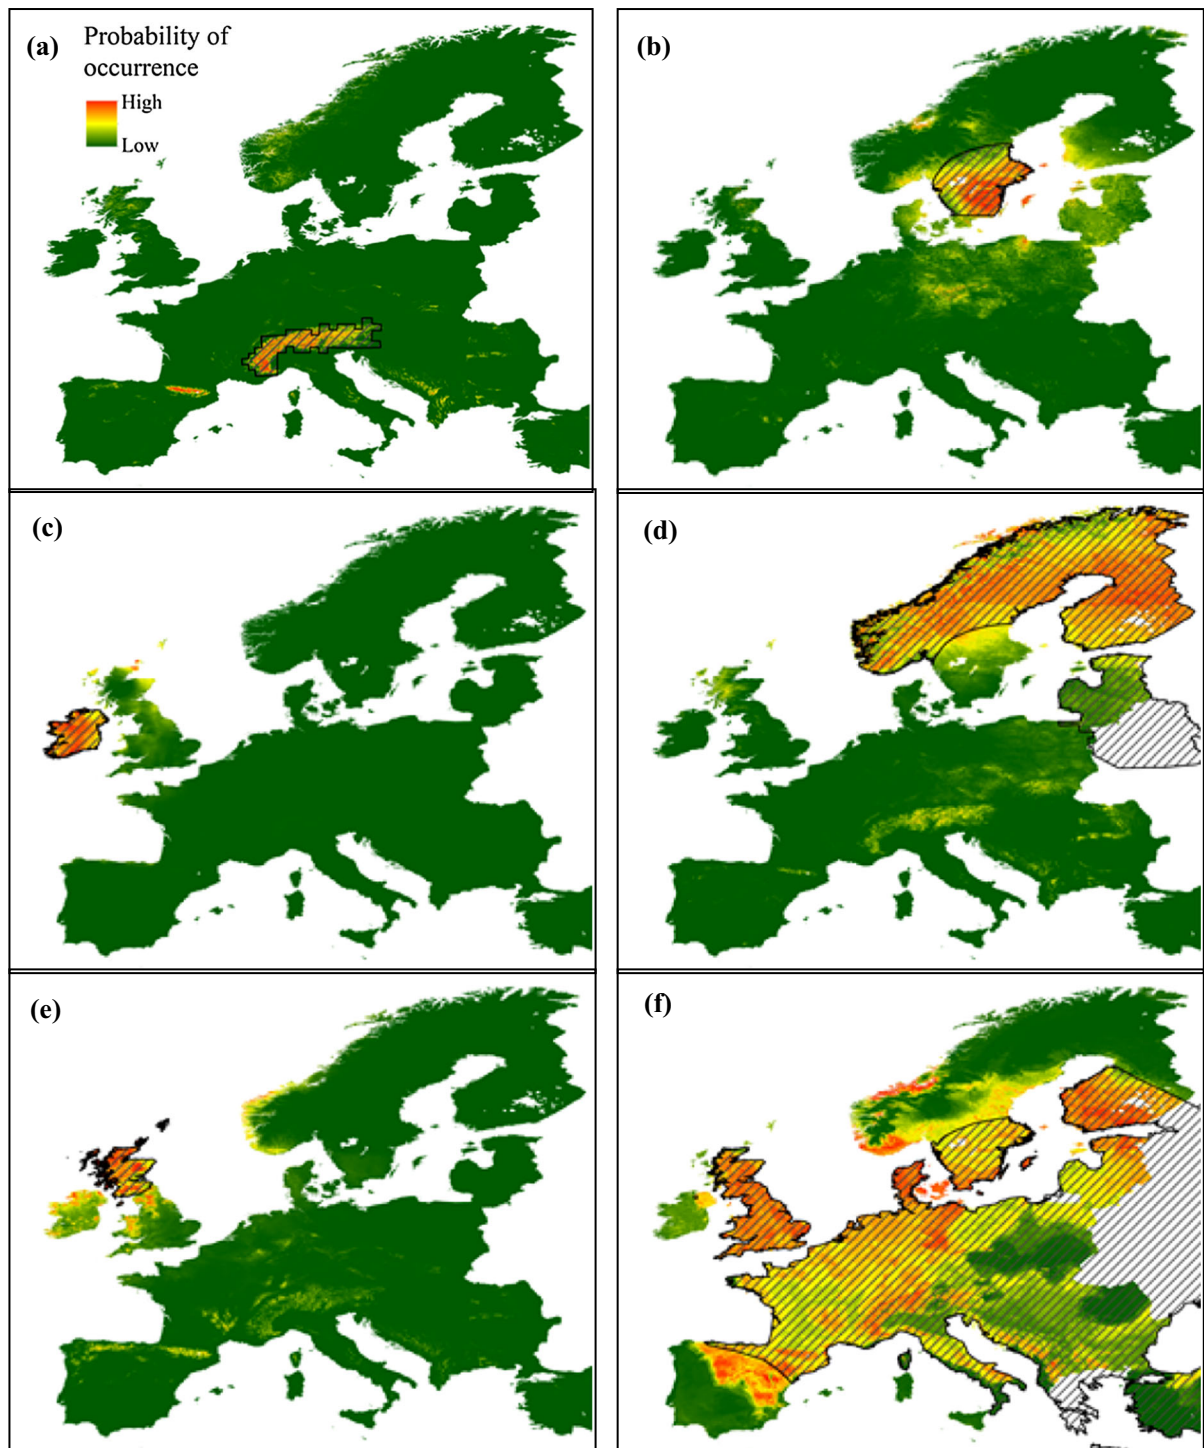 (a)
Probability of
occurrence
High
Low
(b)
(c)
(d)
(e)
(f)